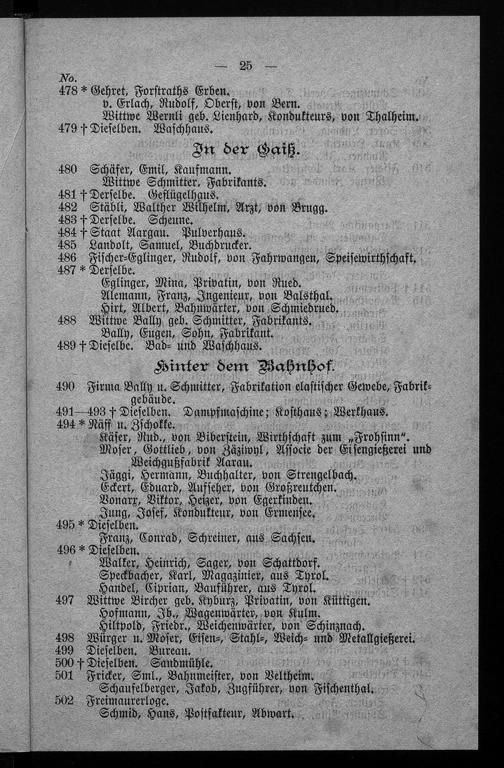 — 25 —
No.
478 * Gehret, Forstraths Erben.
v. Erlach, Rudolf, Oberst, von Bern.
Wittwe Wernli geb. Lienhard, Kondukteurs, von Thalheim.
479 † Dieselben. Waschhaus.
In der Gaiß.
480 Schäfer, Emil, Kaufmann.
Wittwe Schmitter, Fabrikants.
481 † Derselbe. Geflügelhaus.
482 Stäbli, Walther Wilhelm, Arzt, von Brugg.
483 † Derselbe. Scheune.
484 † Staat Aargau. Pulverhaus.
485 Landolt, Samuel, Buchdrucker.
486 Fischer-Eglinger, Rudolf, von Fahrwangen, Speisewirthschaft.
487 * Derselbe.
Eglinger, Mina, Privatin, von Rued.
Alemann, Franz, Ingenieur, von Balsthal.
Hirt, Albert, Bahnwärter, von Schmiedrued.
488 Wittwe Bally geb. Schmitter, Fabrikants.
Bally, Eugen, Sohn, Fabrikant.
489 † Dieselbe. Bad- und Waschhaus.
Hinter dem Bahnhof.
490 Firma Bally u. Schmitter, Fabrikation elastischer Gewebe, Fabrik-
gebäude.
491—493 † Dieselben. Dampfmaschine; Kosthaus; Werkhaus.
494 * Näff u. Zschokke.
Käser, Rud., von Biberstein, Wirthschaft zum „Frohsinn“.
Moser, Gottlieb, von Zäziwyl, Associe der Eisengießerei und
Weichgußfabrik Aarau.
Jäggi, Hermann, Buchhalter, von Strengelbach.
Eckert, Eduard, Aufseher, von Großreutchen.
Vonarx, Viktor, Heizer, von Egerkinden.
Jung, Josef, Kondukteur, von Ermensee.
495 * Dieselben.
Franz, Conrad, Schreiner, aus Sachsen.
496 * Dieselben.
Walker, Heinrich, Sager, von Schattdorf.
Speckbacher, Karl, Magazinier, aus Tyrol.
Handel, Ciprian, Bauführer, aus Tyrol.
497 Wittwe Bircher geb. Kyburz, Privatin, von Küttigen.
Hofmann, Jb., Wagenwärter, von Kulm.
Hiltpold, Friedr., Weichenwärter, von Schinznach.
498 Würger u. Moser, Eisen-, Stahl-, Weich- und Metallgießerei.
499 Dieselben. Bureau.
500 † Dieselben. Sandmühle.
501 Fricker, Sml., Bahnmeister, von Veltheim.
Schaufelberger, Jakob, Zugführer, von Fischenthal.
502 Freimaurerloge.
Schmid, Hans, Postfakteur, Abwart.